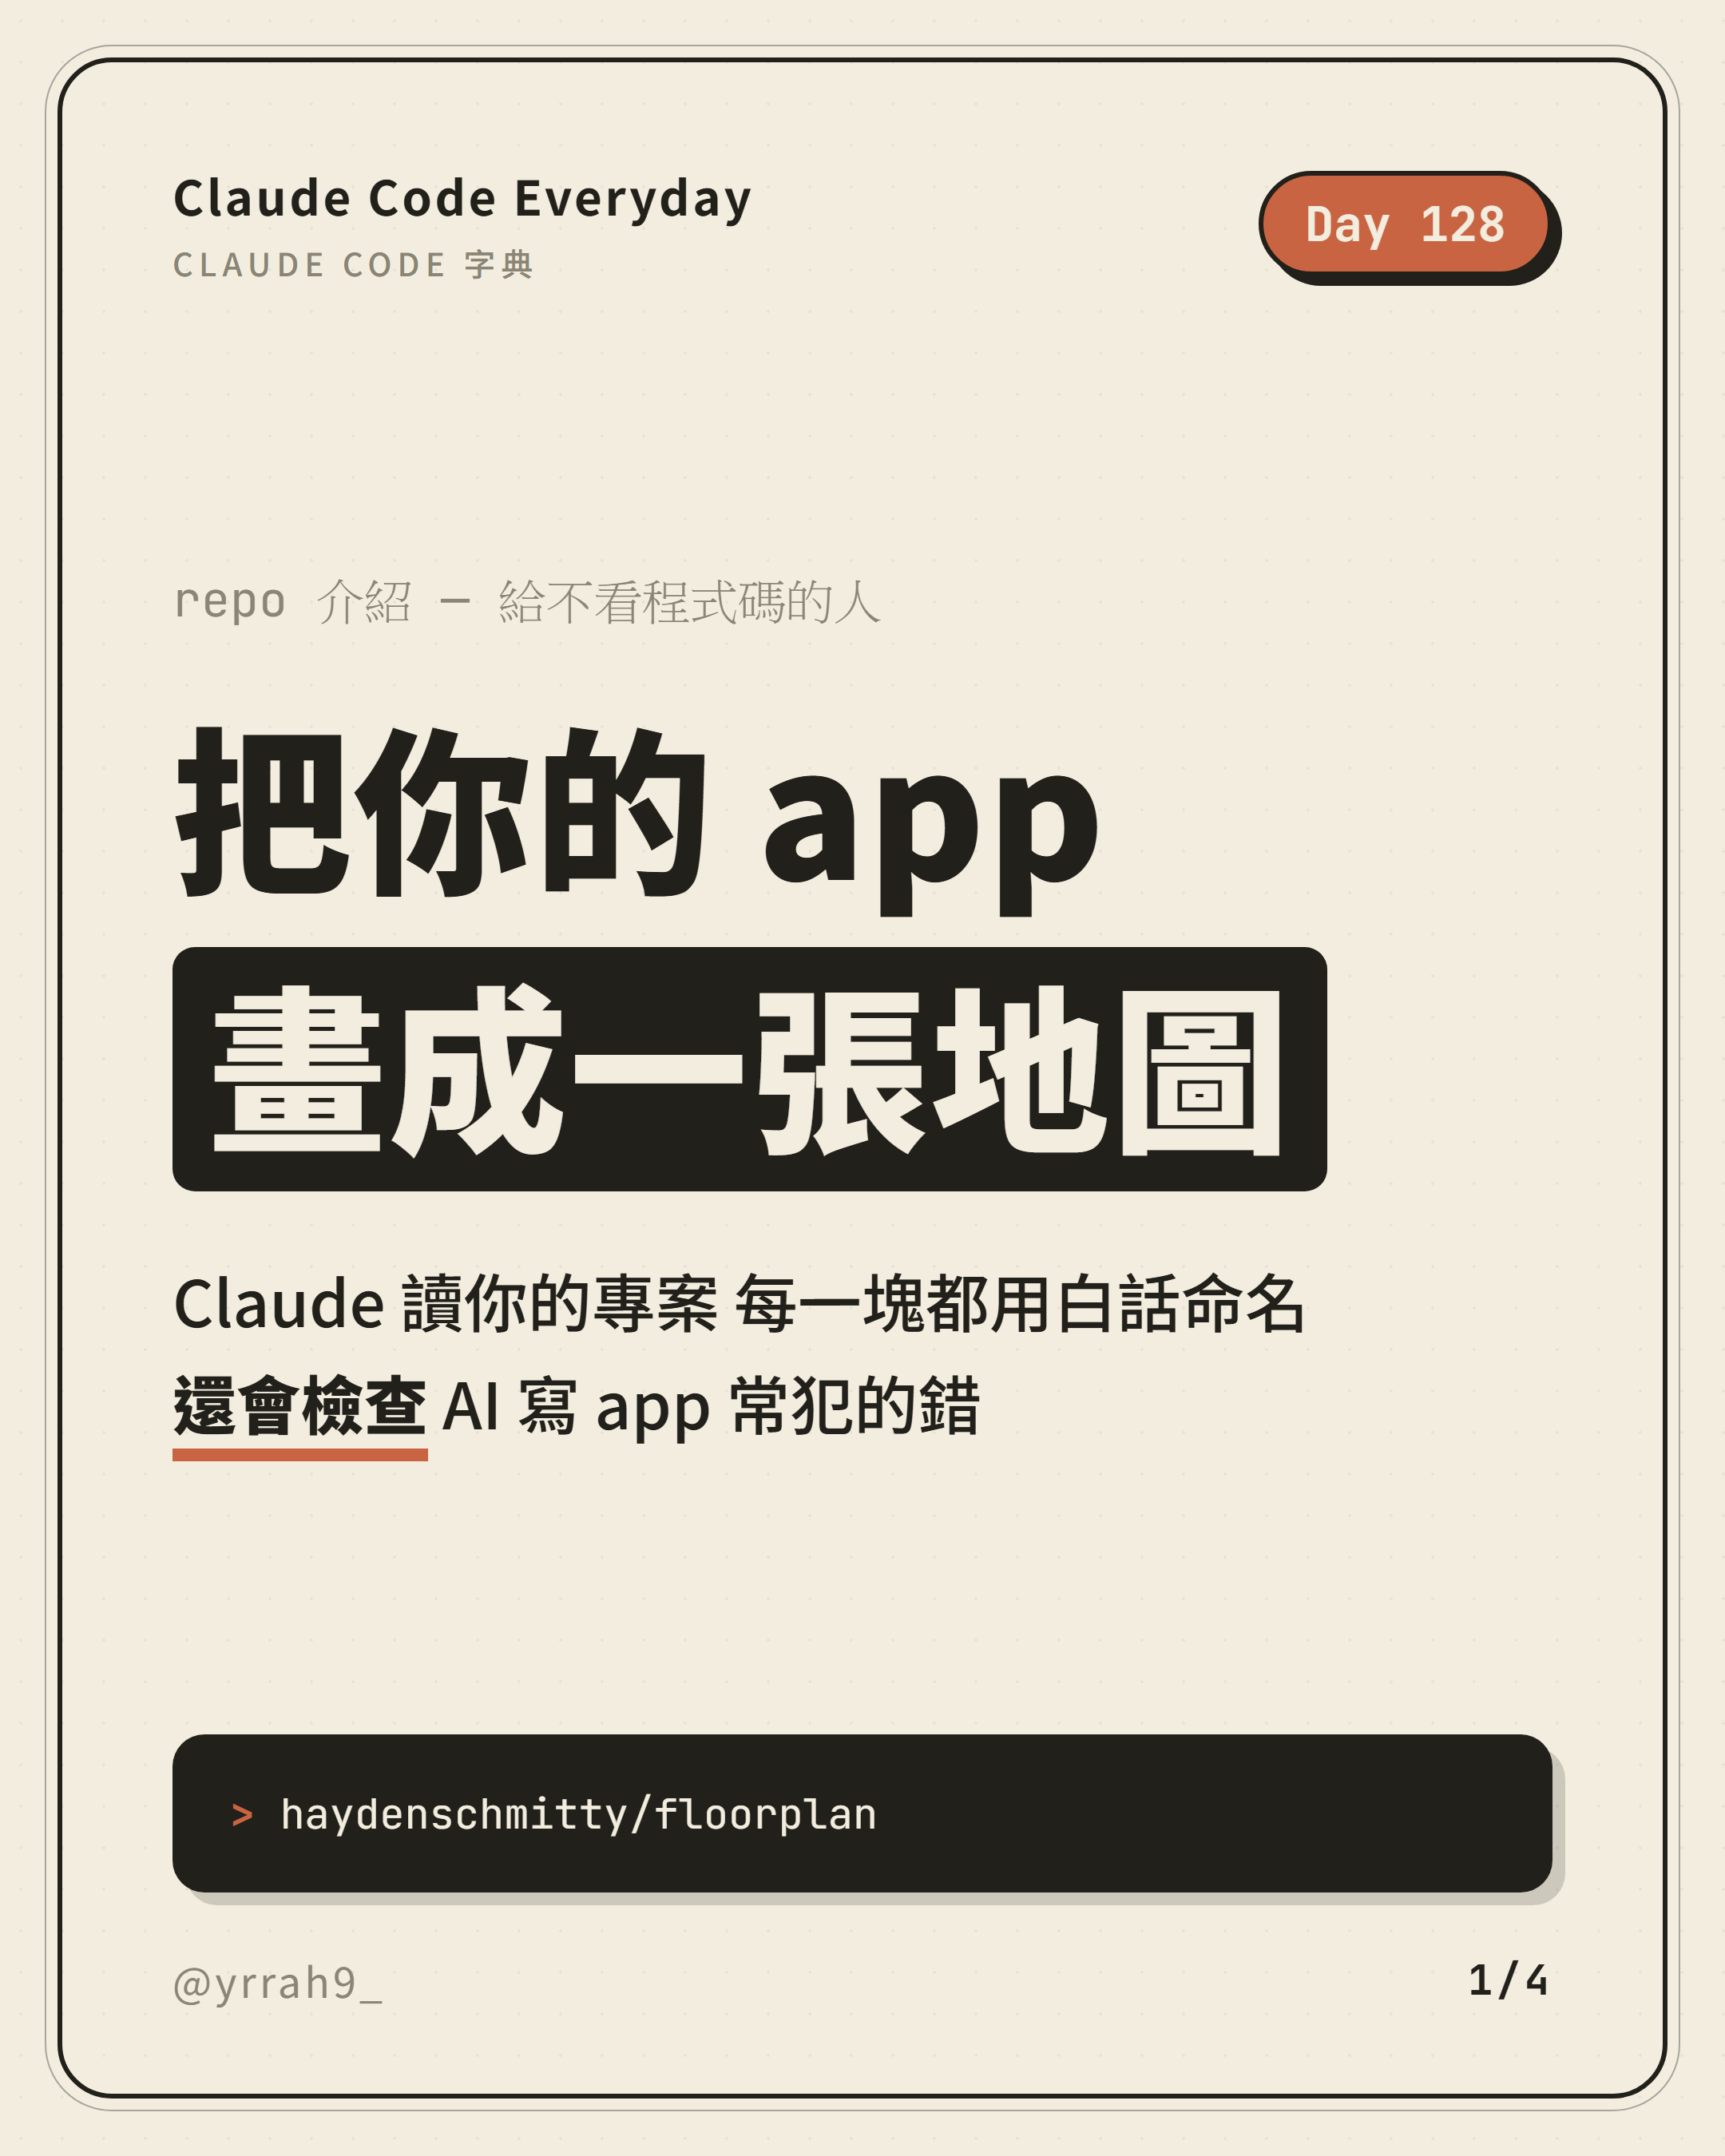 Claude Code Everyday
CLAUDE CODE 字典
Day 128
repo 介紹 — 給不看程式碼的人
把你的 app
畫成一張地圖
Claude 讀你的專案 每一塊都用白話命名
還會檢查 AI 寫 app 常犯的錯
> haydenschmitty/floorplan
@yrrah9_
1/4